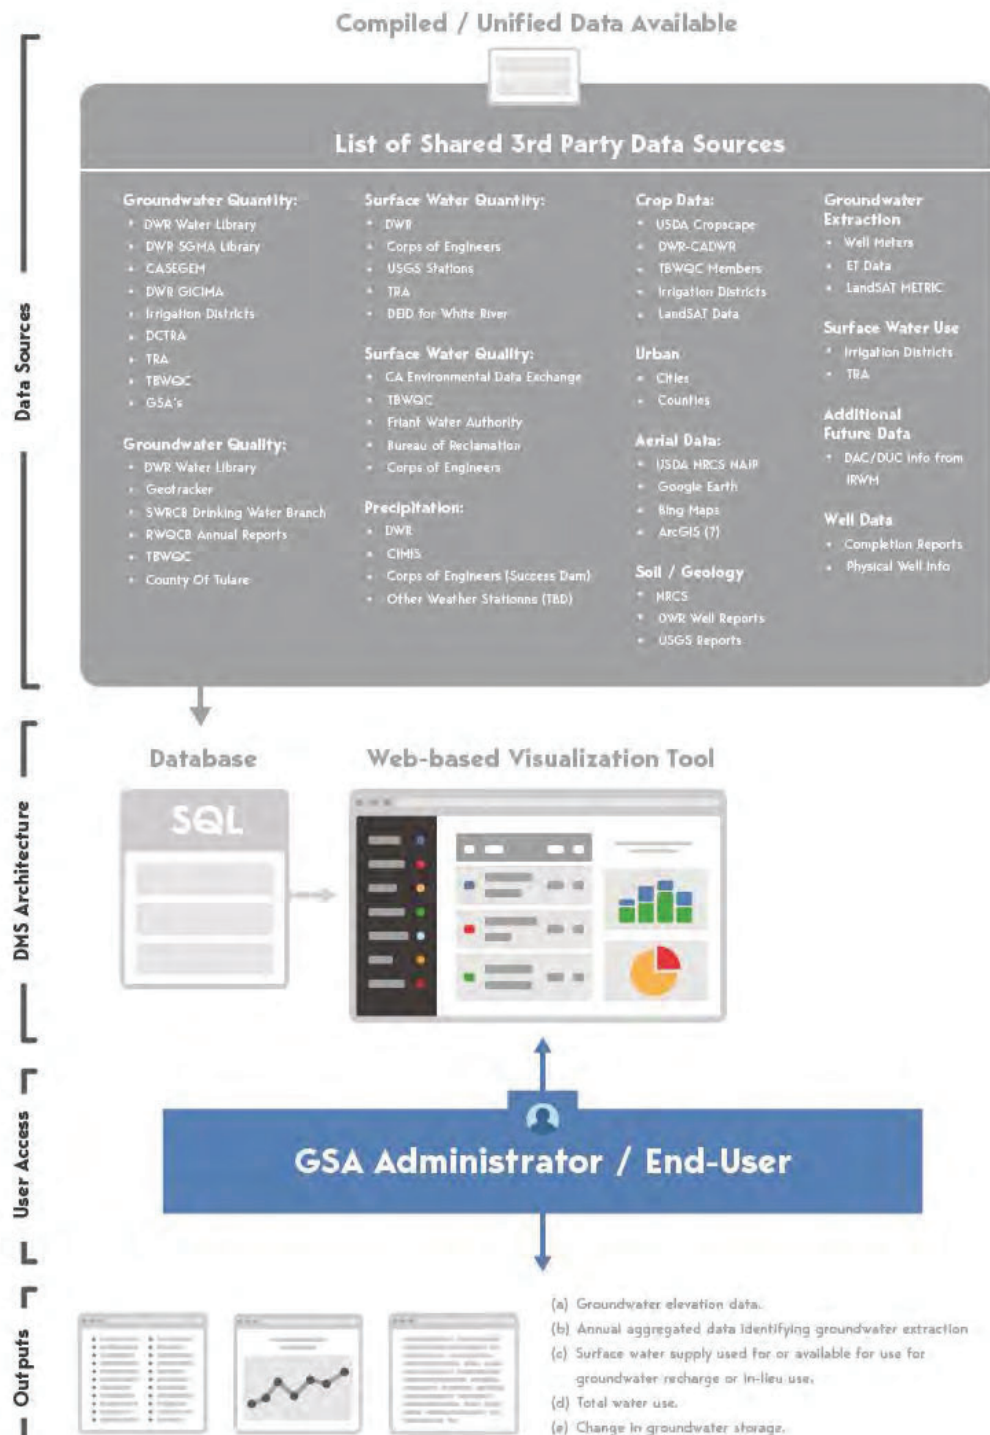 Compiled / Unified Data Available
List of Shared 3rd Party Data Sources
Groundwater Quantity:
DWR Water Library
DWR SGMA Library
CASEGEM
DWR GICIMA
Irrigation Districts
DCTRA
TRA
TBWQC
GSA's
Groundwater Quality:
DWR Water Library
Geotracker
SWRCB Drinking Water Branch
RWQCB Annual Reports
TBWQC
County Of Tulare
Surface Water Quantity:
DWR
Corps of Engineers
USGS Stations
TRA
DEID for White River
Surface Water Quality:
CA Environmental Data Exchange
TBWQC
Friant Water Authority
Bureau of Reclamation
Corps of Engineers
Precipitation:
DWR
CIMIS
Corps of Engineers (Success Dam)
Other Weather Stationns (TBD)
Crop Data:
USDA Cropscape
DWR-CADWR
TBWQC Members
Irrigation Districts
LandSAT Data
Urban
Cities
Counties
Aerial Data:
USDA NRCS NAIP
Google Earth
Bing Maps
ArcGIS (?)
Soil / Geology
NRCS
DWR Well Reports
USGS Reports
Groundwater
Extraction
Well Meters
ET Data
LandSAT METRIC
Surface Water Use
Irrigation Districts
TRA
Additional
Future Data
DAC/DUC info from
IRWM
Well Data
Completion Reports
Physical Well Info
Data Sources
Database
Web-based Visualization Tool
SQL
DMS Architecture
GSA Administrator / End-User
User Access
(a) Groundwater elevation data.
(b) Annual aggregated data identifying groundwater extraction
(c) Surface water supply used for or available for use for
groundwater recharge or in-lieu use.
(d) Total water use.
(e) Change in groundwater storage.
Outputs